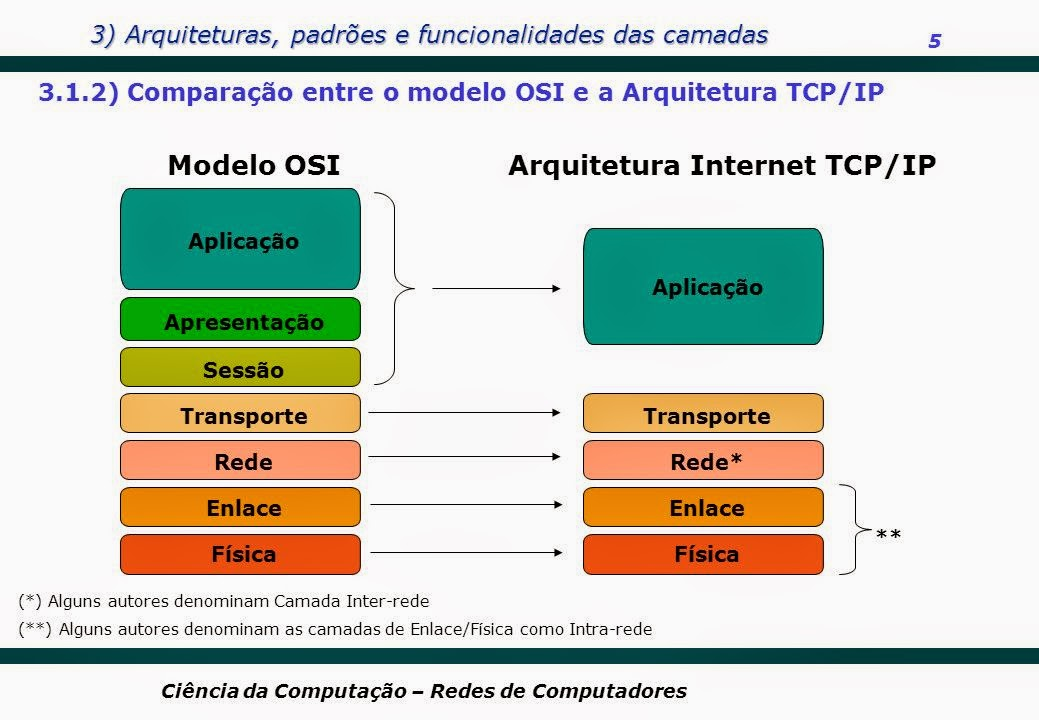 3) Arquiteturas, padrões e funcionalidades das camadas
5
3.1.2) Comparação entre o modelo OSI e a Arquitetura TCP/IP
Modelo OSI
Aplicação
Apresentação
Sessão
Transporte
Rede
Enlace
Física
Arquitetura Internet TCP/IP
Aplicação
Transporte
Rede*
Enlace
Física
**
(*) Alguns autores denominam Camada Inter-rede
(**) Alguns autores denominam as camadas de Enlace/Física como Intra-rede
Ciência da Computação – Redes de Computadores